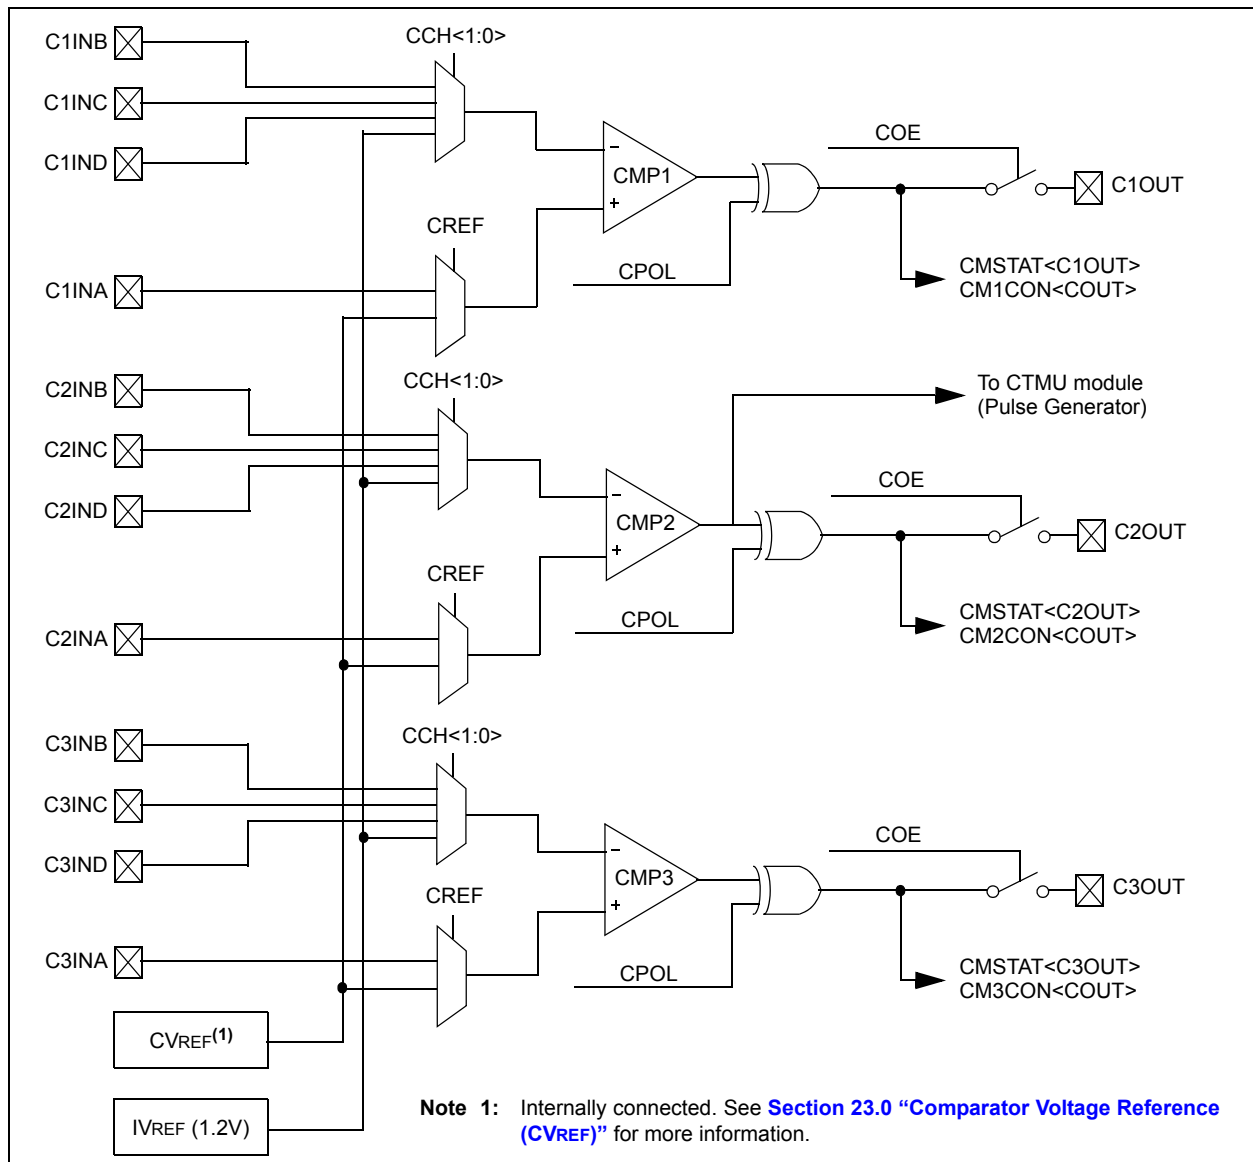 CCH<1:0>
C1INB
C1INC
C1IND
−
+
CMP1
COE
C1OUT
CREF
C1INA
CPOL
CMSTAT<C1OUT>
CM1CON<COUT>
CCH<1:0>
C2INB
C2INC
C2IND
To CTMU module
(Pulse Generator)
−
+
CMP2
COE
C2OUT
CREF
C2INA
CPOL
CMSTAT<C2OUT>
CM2CON<COUT>
CCH<1:0>
C3INB
C3INC
C3IND
−
+
CMP3
COE
C3OUT
CREF
C3INA
CPOL
CMSTAT<C3OUT>
CM3CON<COUT>
CVREF(1)
IVREF (1.2V)
Note 1: Internally connected. See Section 23.0 “Comparator Voltage Reference
(CVREF)” for more information.